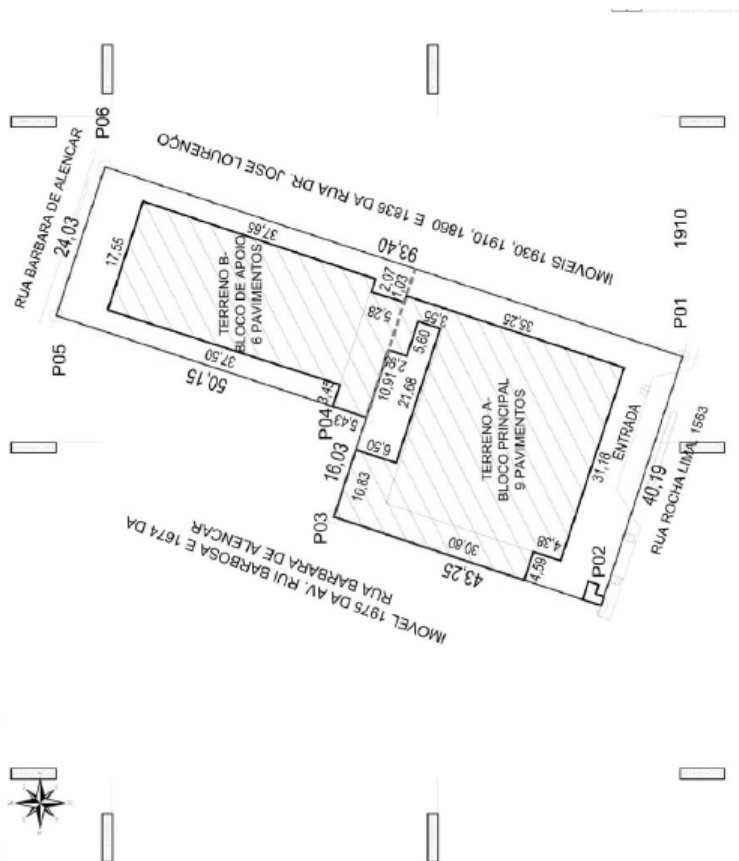 P06
RUA BARBARA DE ALENCAR
24,03
IMOVEIS 1930, 1910, 1860 E 1836 DA RUA DR. JOSE LOURENÇO
93,40
17,55
37,65
TERRENO B-
BLOCO DE APOIO
6 PAVIMENTOS
37,50
P05
50,15
2,07
1,03
5,28
3,45
P04
5,43
3,55
5,60
10,91
21,68
6,50
16,03
10,83
P03
35,25
1910
P01
TERRENO A-
BLOCO PRINCIPAL
9 PAVIMENTOS
30,80
43,25
4,59
4,38
31,18
ENTRADA
40,19
RUA ROCHA LIMA, 1563
P02
IMOVEL 1975 DA AV. RUI BARBOSA E 1674 DA
RUA BARBARA DE ALENCAR